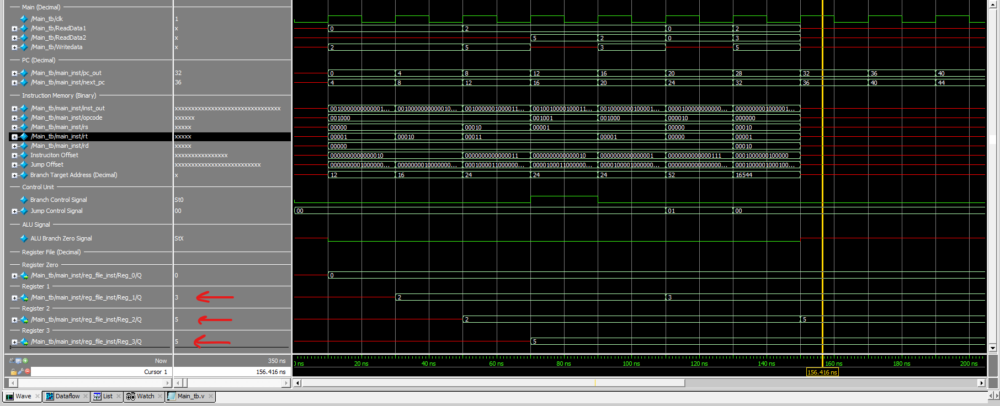 Main (Decimal)
/Main_tb/clk 1
/Main_tb/ReadData1 x 0 2 0 2
/Main_tb/ReadData2 x 5 2 0 3
/Main_tb/Writedata x 2 5 3 5
PC (Decimal)
/Main_tb/main_inst/pc_out 32 0 4 8 12 16 20 28 32 36 40
/Main_tb/main_inst/next_pc 36 4 8 12 16 20 24 32 36 40 44
Instruction Memory (Binary)
/Main_tb/main_inst/inst_out xxxxxxxxxxxxxxxxxxxxxxxxxxxxxxxx 0010000000000001... 0010000000000010... 0010000001000011... 0010010000100011... 0010000000100001... 0000100000000000... 0000000001000001...
/Main_tb/main_inst/opcode xxxxxx 001000 001001 001000 000010 000000
/Main_tb/main_inst/rs xxxxx 00000 00010 00001 00000 00010
/Main_tb/main_inst/rt xxxxx 00001 00010 00011 00001 00000 00001
/Main_tb/main_inst/rd xxxxx 00000 00010
Instruciton Offset xxxxxxxxxxxxxxxx 0000000000000010 0000000000000011 0000000000000010 0000000000000001 0000000000000111 0001000000100000
Jump Offset xxxxxxxxxxxxxxxxxxxxxxxxxx 0000000001000000... 0000000010000000... 0001000011000000... 0000100011000000... 0000100001000000... 0000000000000000... 0001000001000100...
Branch Target Address (Decimal) x 12 16 24 24 24 52 16544
Control Unit
Branch Control Signal St0
Jump Control Signal 00 00 01 00
ALU Signal
ALU Branch Zero Signal StX
Register File (Decimal)
Register Zero
/Main_tb/main_inst/reg_file_inst/Reg_0/Q 0 0
Register 1
/Main_tb/main_inst/reg_file_inst/Reg_1/Q 3 2 3
Register 2
/Main_tb/main_inst/reg_file_inst/Reg_2/Q 5 2 5
Register 3
/Main_tb/main_inst/reg_file_inst/Reg_3/Q 5 5
Now 350 ns ns 20 ns 40 ns 60 ns 80 ns 100 ns 120 ns 140 ns 160 ns 180 ns 200 ns
Cursor 1 156.416 ns 156.416 ns
Wave Dataflow List Watch Main_tb.v